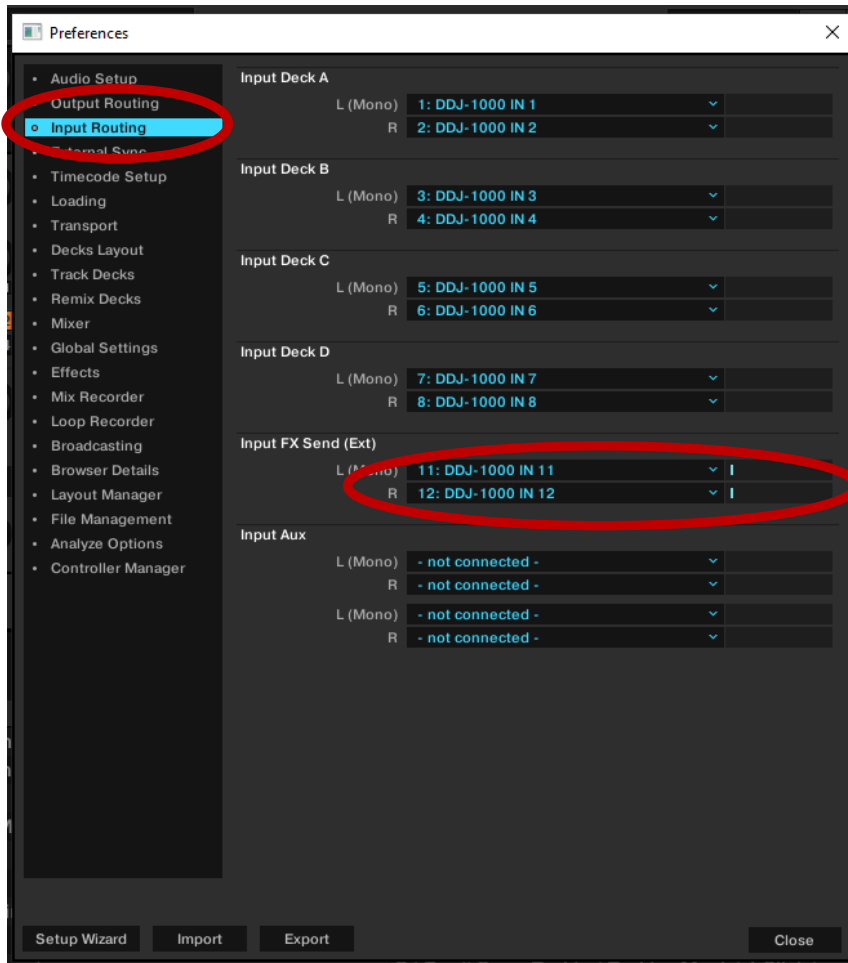 Preferences
Audio Setup
Output Routing
Input Routing
External Sync
Timecode Setup
Loading
Transport
Decks Layout
Track Decks
Remix Decks
Mixer
Global Settings
Effects
Mix Recorder
Loop Recorder
Broadcasting
Browser Details
Layout Manager
File Management
Analyze Options
Controller Manager
Input Deck A
L (Mono) 1: DDJ-1000 IN 1
R 2: DDJ-1000 IN 2
Input Deck B
L (Mono) 3: DDJ-1000 IN 3
R 4: DDJ-1000 IN 4
Input Deck C
L (Mono) 5: DDJ-1000 IN 5
R 6: DDJ-1000 IN 6
Input Deck D
L (Mono) 7: DDJ-1000 IN 7
R 8: DDJ-1000 IN 8
Input FX Send (Ext)
L (Mono) 11: DDJ-1000 IN 11
R 12: DDJ-1000 IN 12
Input Aux
L (Mono) - not connected -
R - not connected -
L (Mono) - not connected -
R - not connected -
Setup Wizard Import Export Close